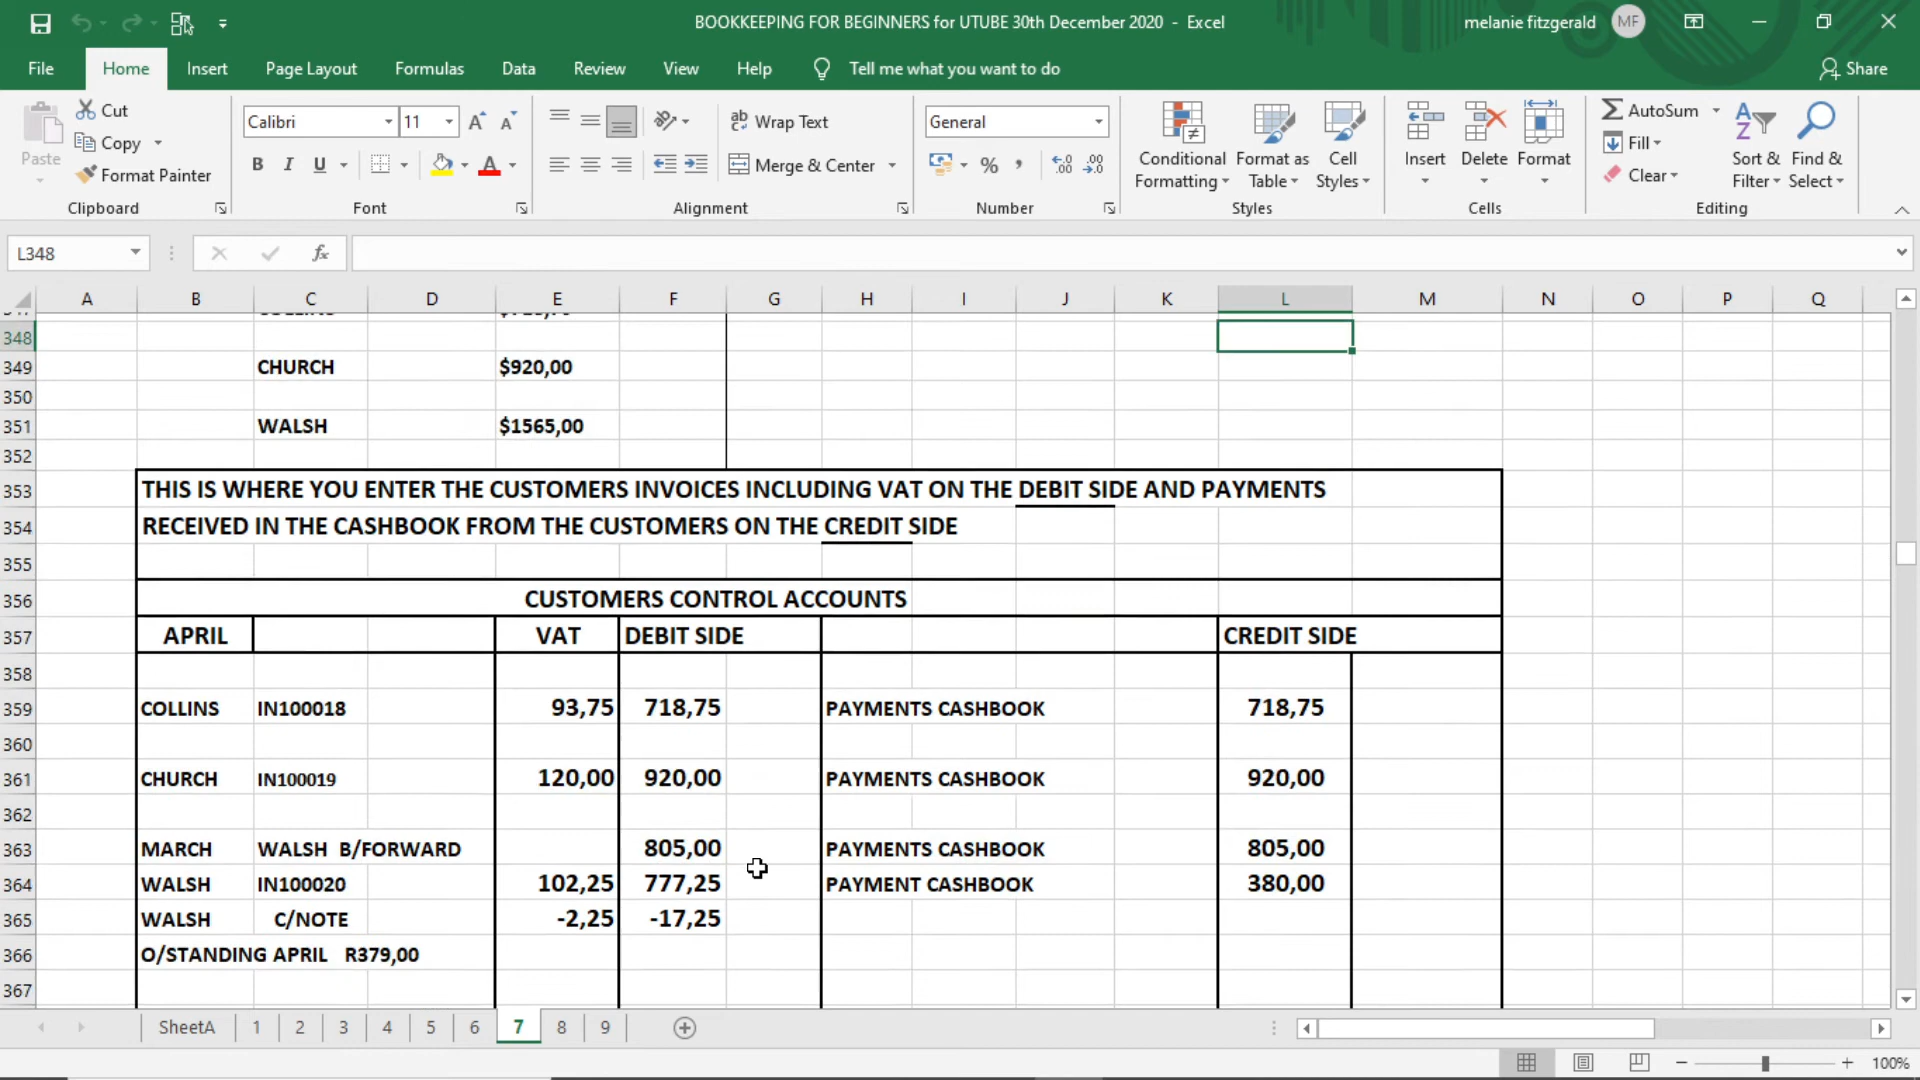 BOOKKEEPING FOR BEGINNERS for UTUBE 30th December 2020 - Excel
melanie fitzgerald MF
File Home Insert Page Layout Formulas Data Review View Help Tell me what you want to do Share
Paste
Cut
Copy
Format Painter
Clipboard
Calibri 11
B I U
Font
Wrap Text
Merge & Center
Alignment
General
%
Number
Conditional Formatting
Format as Table
Cell Styles
Styles
Insert
Delete
Format
Cells
AutoSum
Fill
Clear
Sort & Filter
Find & Select
Editing
L348 fx
A B C D E F G H I J K L M N O P Q
348
349 CHURCH $920,00
350
351 WALSH $1565,00
352
353 THIS IS WHERE YOU ENTER THE CUSTOMERS INVOICES INCLUDING VAT ON THE DEBIT SIDE AND PAYMENTS
354 RECEIVED IN THE CASHBOOK FROM THE CUSTOMERS ON THE CREDIT SIDE
355
356 CUSTOMERS CONTROL ACCOUNTS
357 APRIL VAT DEBIT SIDE CREDIT SIDE
358
359 COLLINS IN100018 93,75 718,75 PAYMENTS CASHBOOK 718,75
360
361 CHURCH IN100019 120,00 920,00 PAYMENTS CASHBOOK 920,00
362
363 MARCH WALSH B/FORWARD 805,00 PAYMENTS CASHBOOK 805,00
364 WALSH IN100020 102,25 777,25 PAYMENT CASHBOOK 380,00
365 WALSH C/NOTE -2,25 -17,25
366 O/STANDING APRIL R379,00
367
SheetA 1 2 3 4 5 6 7 8 9
100%